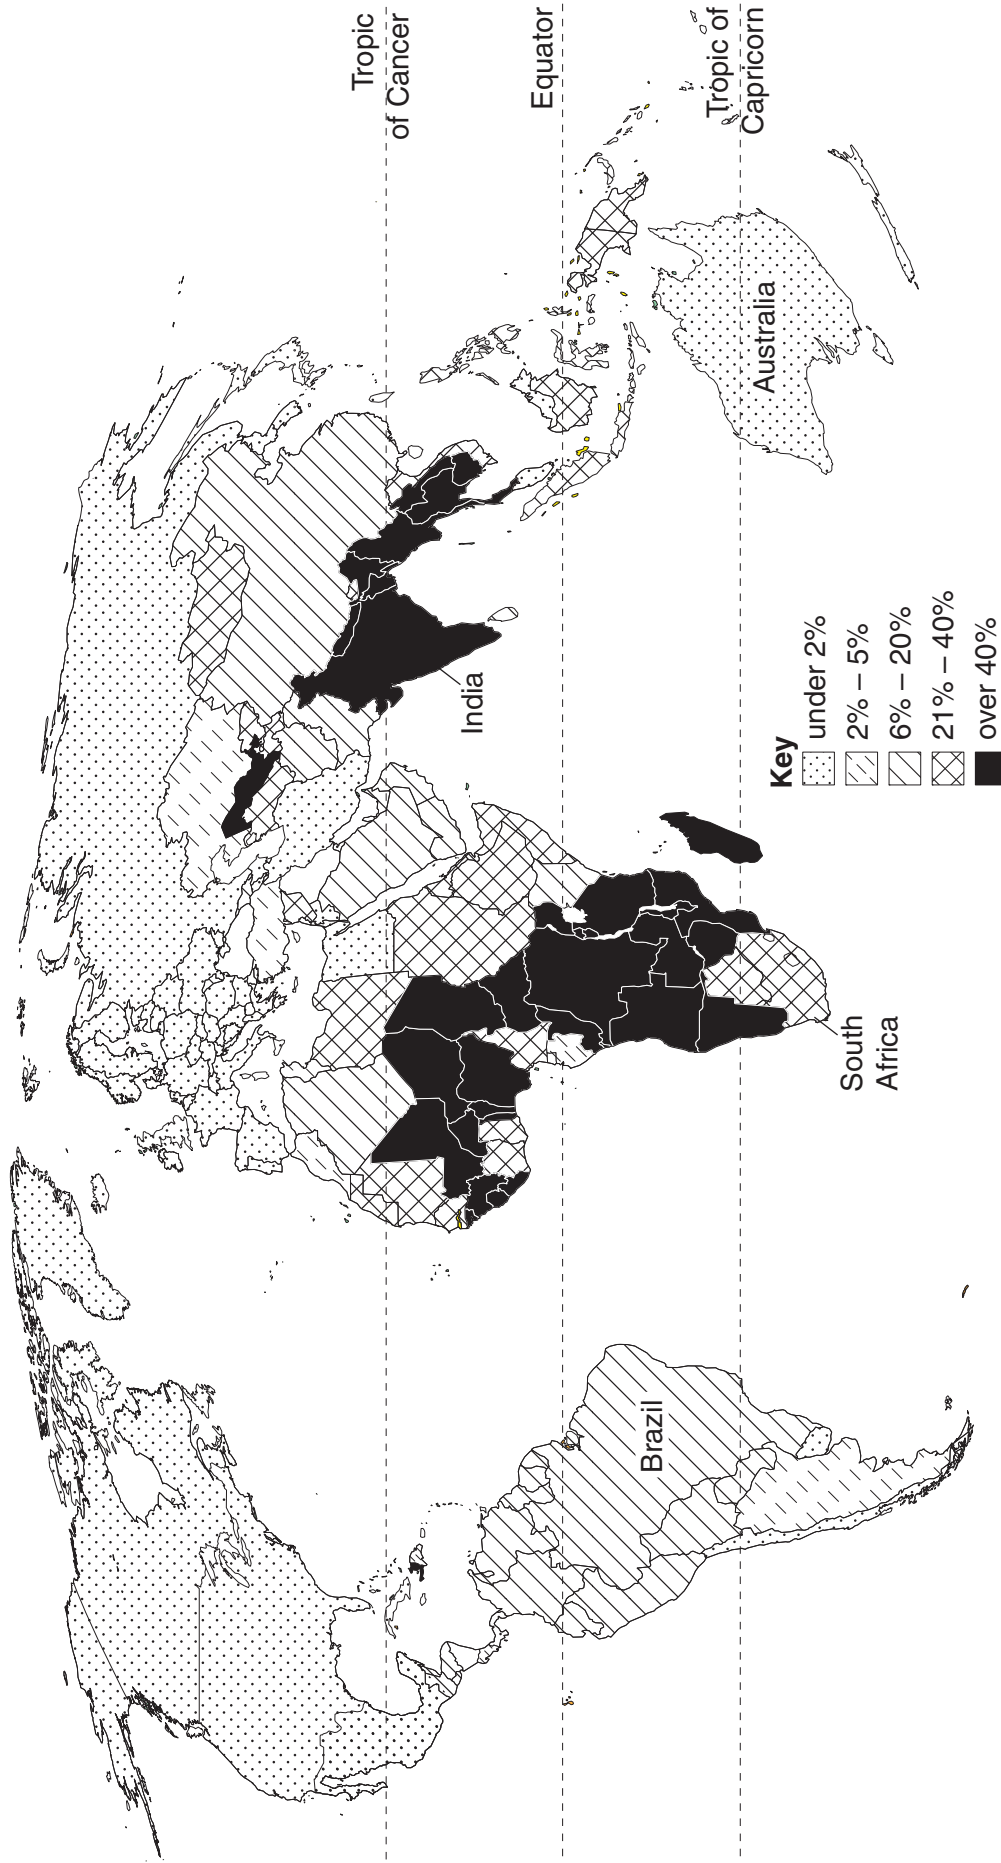 Tropic
of Cancer
Equator
Tropic of
Capricorn
India
Australia
South
Africa
Brazil
Key
under 2%
2% – 5%
6% – 20%
21% – 40%
over 40%